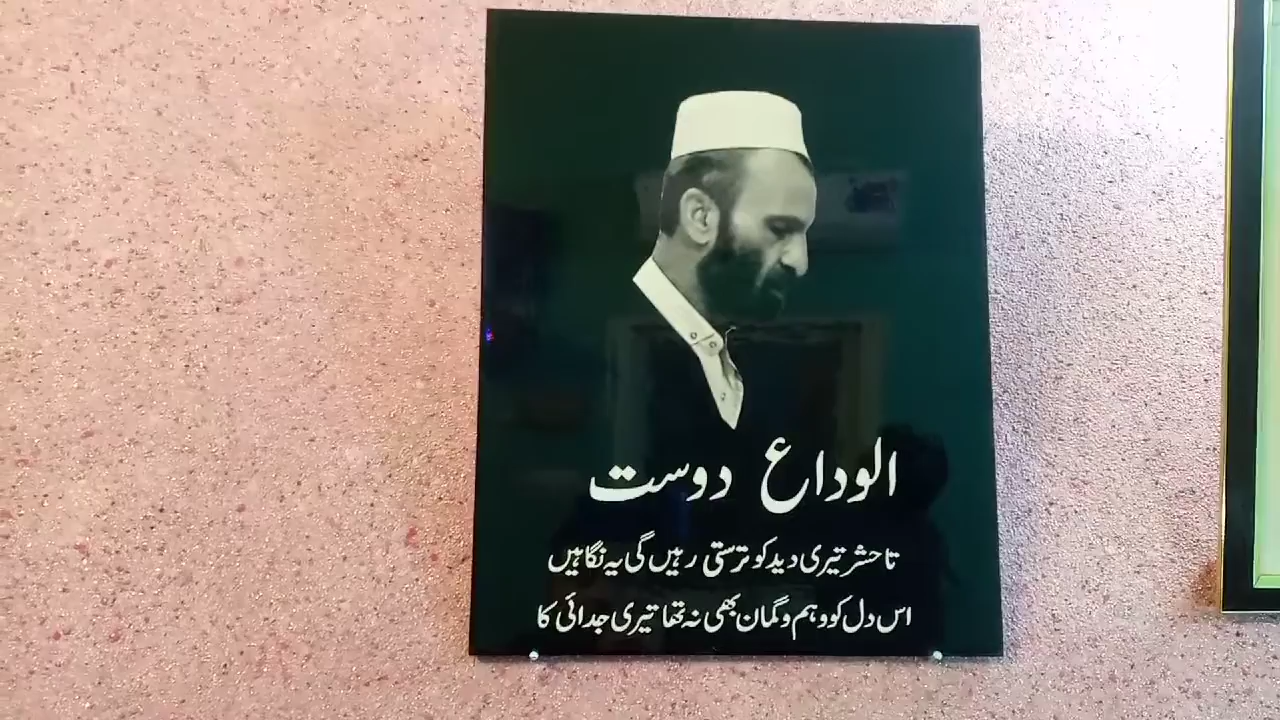 الوداع دوست
تا حشر تیری دید کو ترستی رہیں گی یہ نگاہیں
اس دل کو وہم و گمان بھی نہ تھا تیری جدائی کا